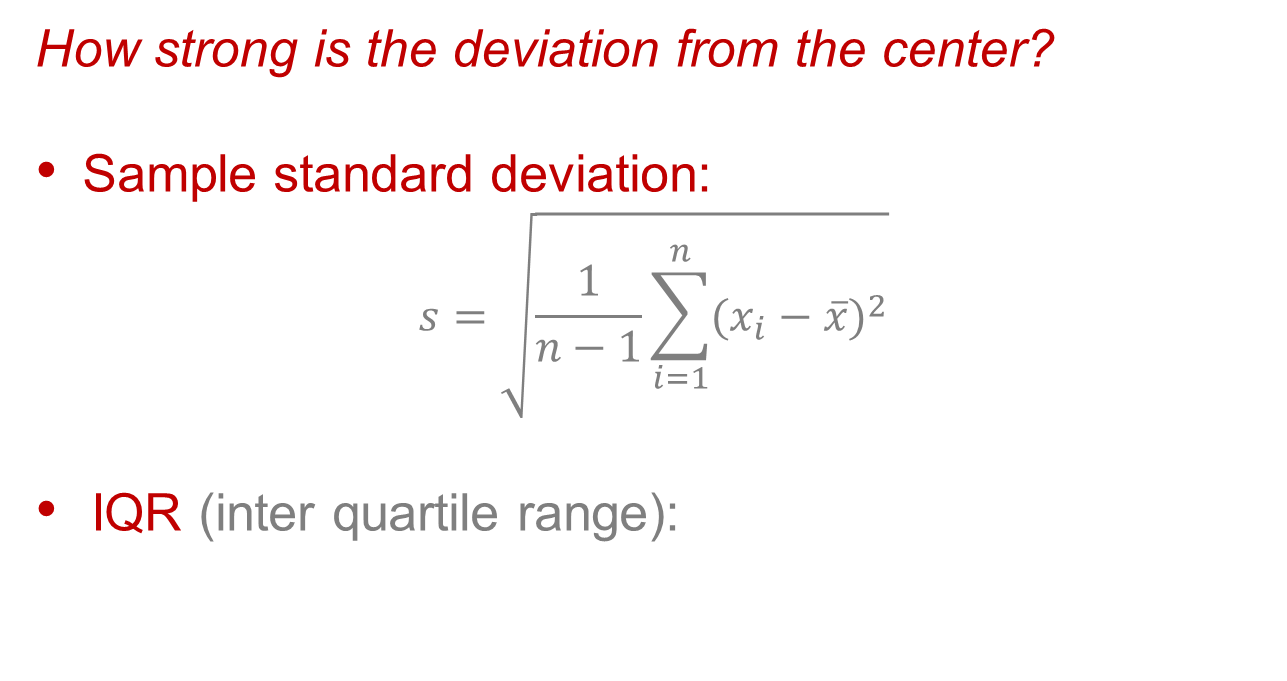 How strong is the deviation from the center?
• Sample standard deviation:
s = √(1/(n − 1) ∑_{i=1}^{n} (x_i − x̄)²)
• IQR (inter quartile range):